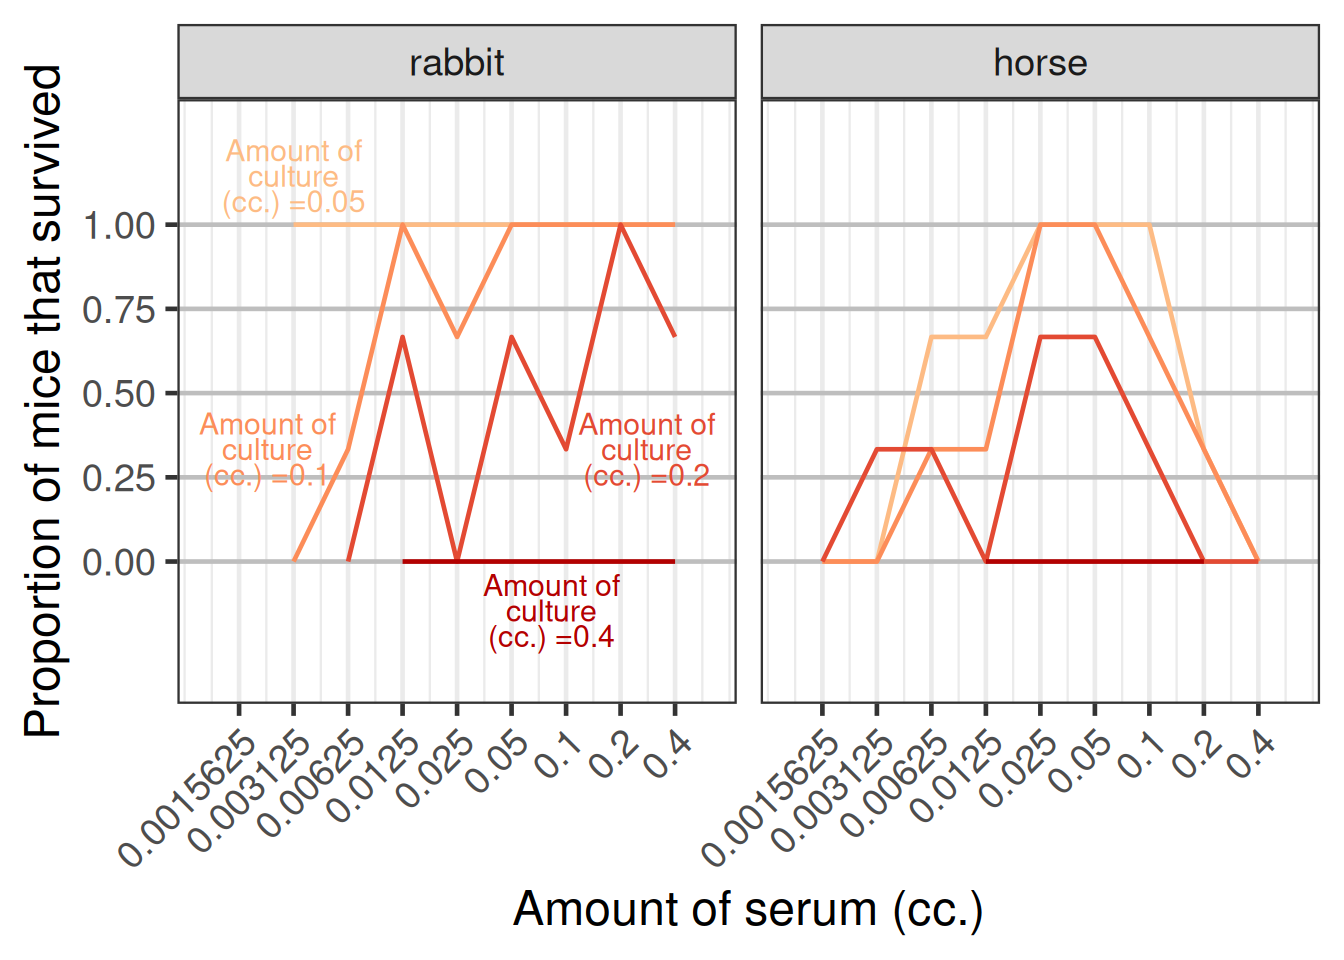 rabbit
horse
Proportion of mice that survived
1.00
0.75
0.50
0.25
0.00
Amount of
culture
(cc.) =0.05
Amount of
culture
(cc.) =0.1
Amount of
culture
(cc.) =0.2
Amount of
culture
(cc.) =0.4
0.0015625
0.003125
0.00625
0.0125
0.025
0.05
0.1
0.2
0.4
0.0015625
0.003125
0.00625
0.0125
0.025
0.05
0.1
0.2
0.4
Amount of serum (cc.)